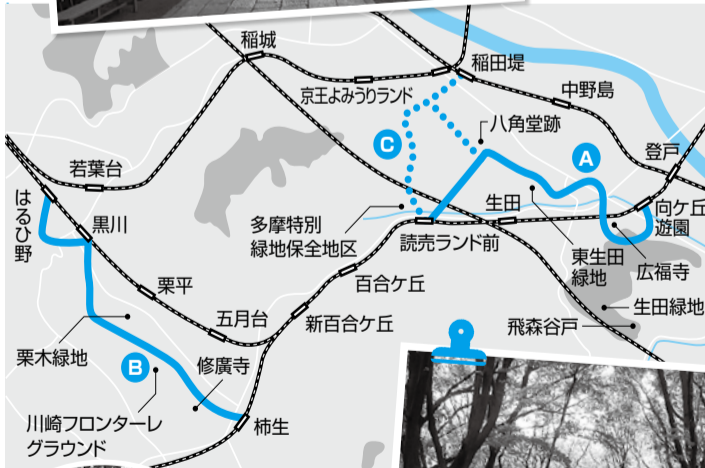 稲城
稲田堤
京王よみうりランド
中野島
八角堂跡
C
A
登戸
若葉台
はるひ野
黒川
多摩特別
緑地保全地区
生田
読売ランド前
向ケ丘
遊園
東生田
緑地
広福寺
栗平
百合ケ丘
五月台
新百合ケ丘
飛森谷戸
生田緑地
栗木緑地
B
修廣寺
川崎フロンターレ
グラウンド
柿生